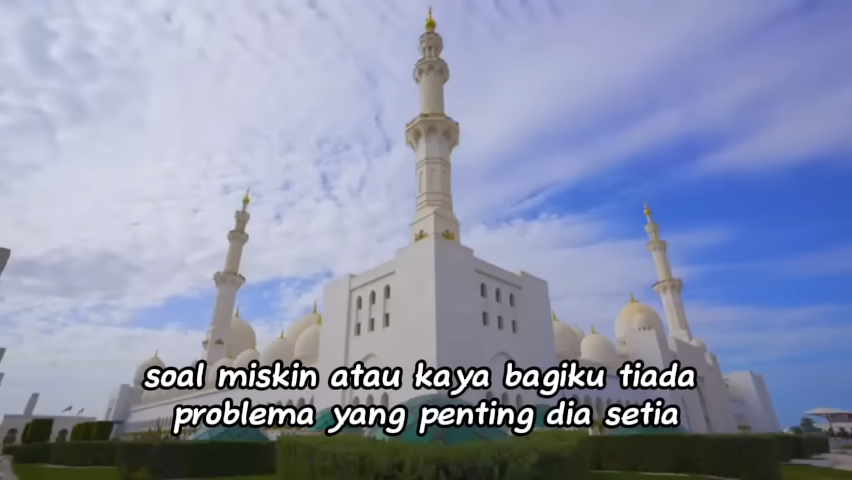 soal miskin atau kaya bagiku tiada
problema yang penting dia setia